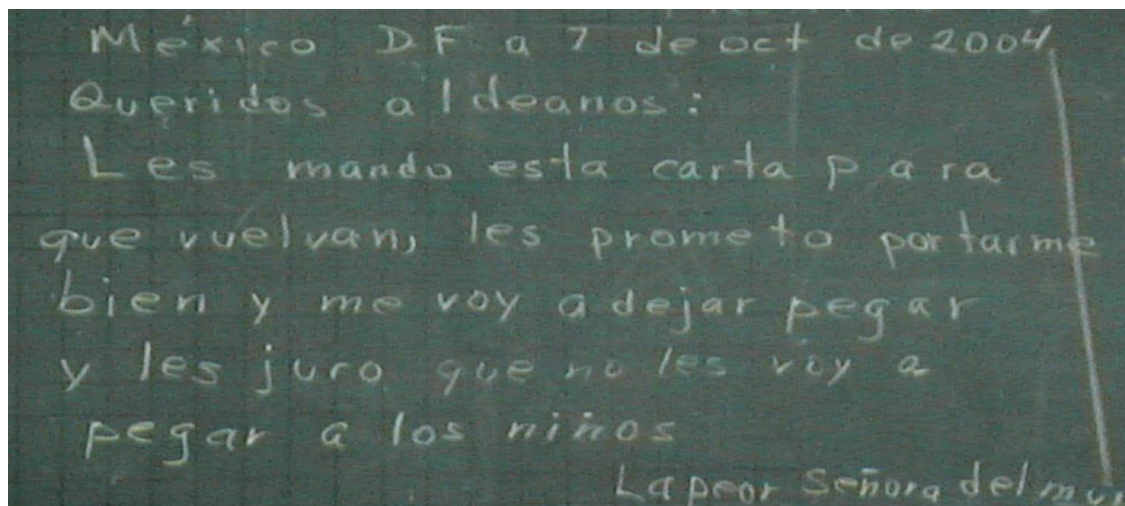 México D.F a 7 de oct de 2004
Queridos aldeanos:
Les mando esta carta para
que vuelvan, les prometo portarme
bien y me voy a dejar pegar
y les juro que no les voy a
pegar a los niños
La peor Señora del